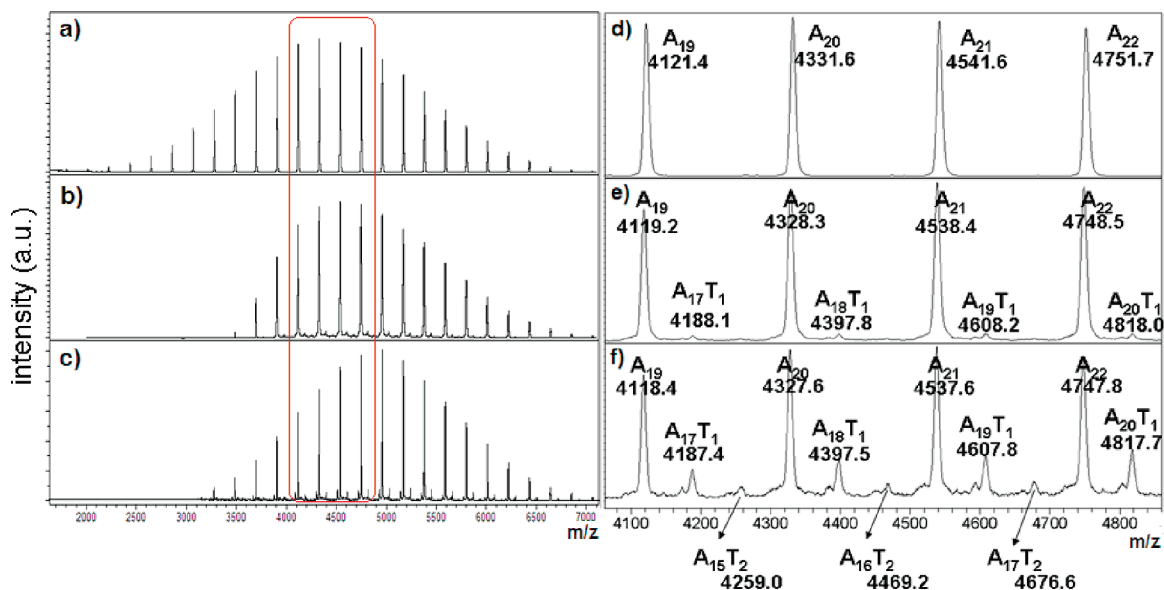 a)
b)
c)
intensity (a.u.)
2000 2500 3000 3500 4000 4500 5000 5500 6000 6500 7000
m/z
d)
A19 A20 A21 A22
4121.4 4331.6 4541.6 4751.7
e)
A19 A20 A21 A22
4119.2 4328.3 4538.4 4748.5
A17T1 A18T1 A19T1 A20T1
4188.1 4397.8 4608.2 4818.0
f)
A19 A20 A21 A22
4118.4 4327.6 4537.6 4747.8
A17T1 A18T1 A19T1 A20T1
4187.4 4397.5 4607.8 4817.7
4100 4200 4300 4400 4500 4600 4700 4800
m/z
A15T2 A16T2 A17T2
4259.0 4469.2 4676.6